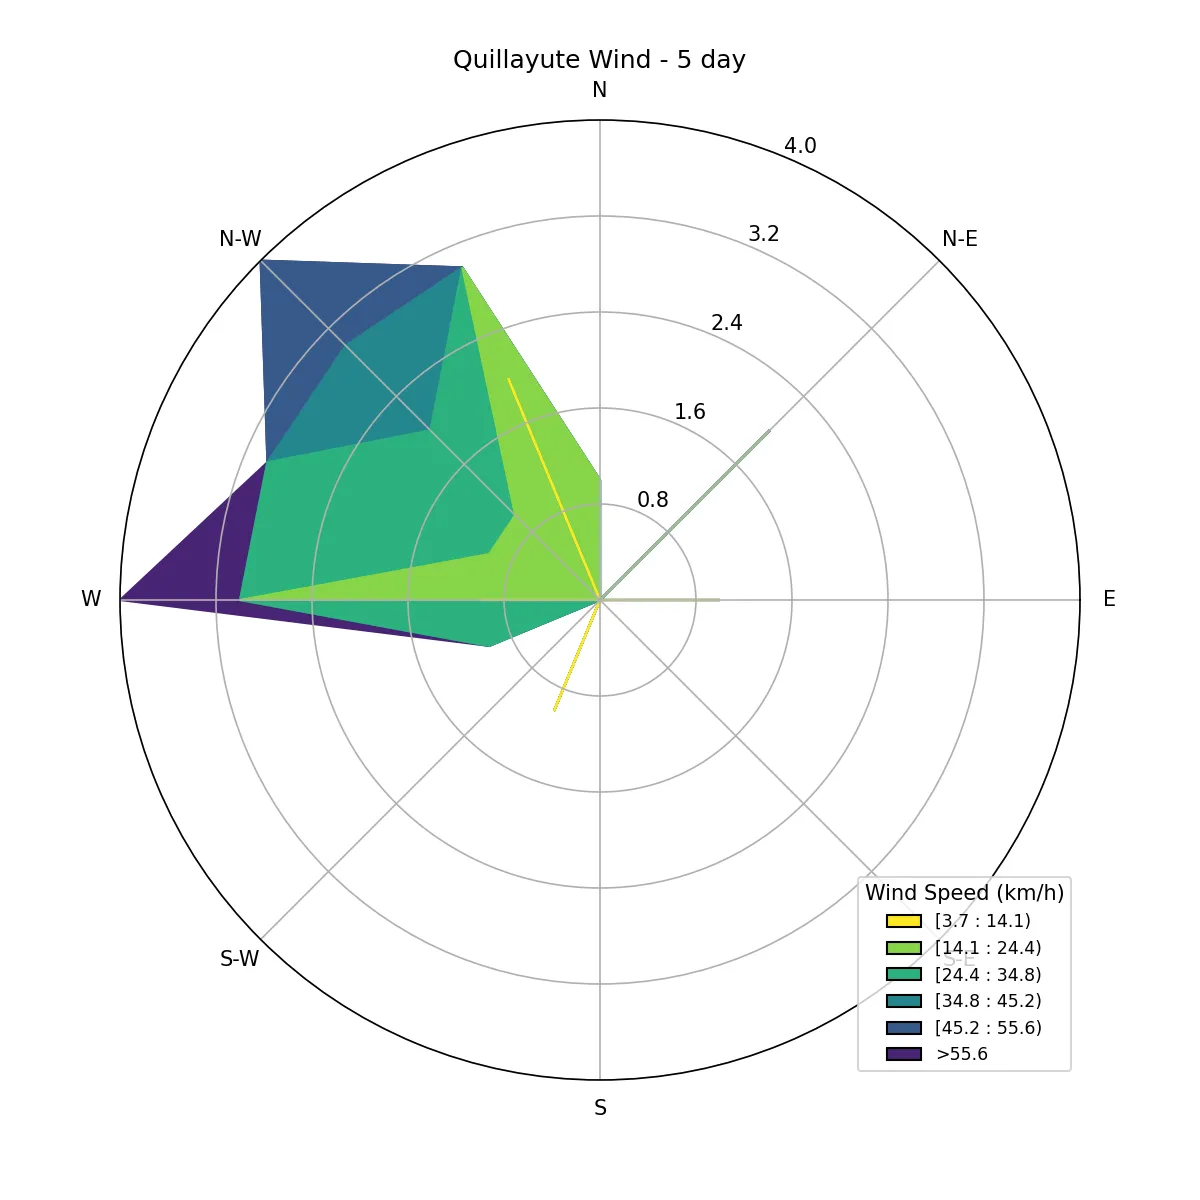 Quillayute Wind - 5 day
N
4.0
N-W
3.2
N-E
2.4
1.6
0.8
W
E
S-W
S-E
Wind Speed (km/h)
[3.7 : 14.1)
[14.1 : 24.4)
[24.4 : 34.8)
[34.8 : 45.2)
[45.2 : 55.6)
>55.6
S